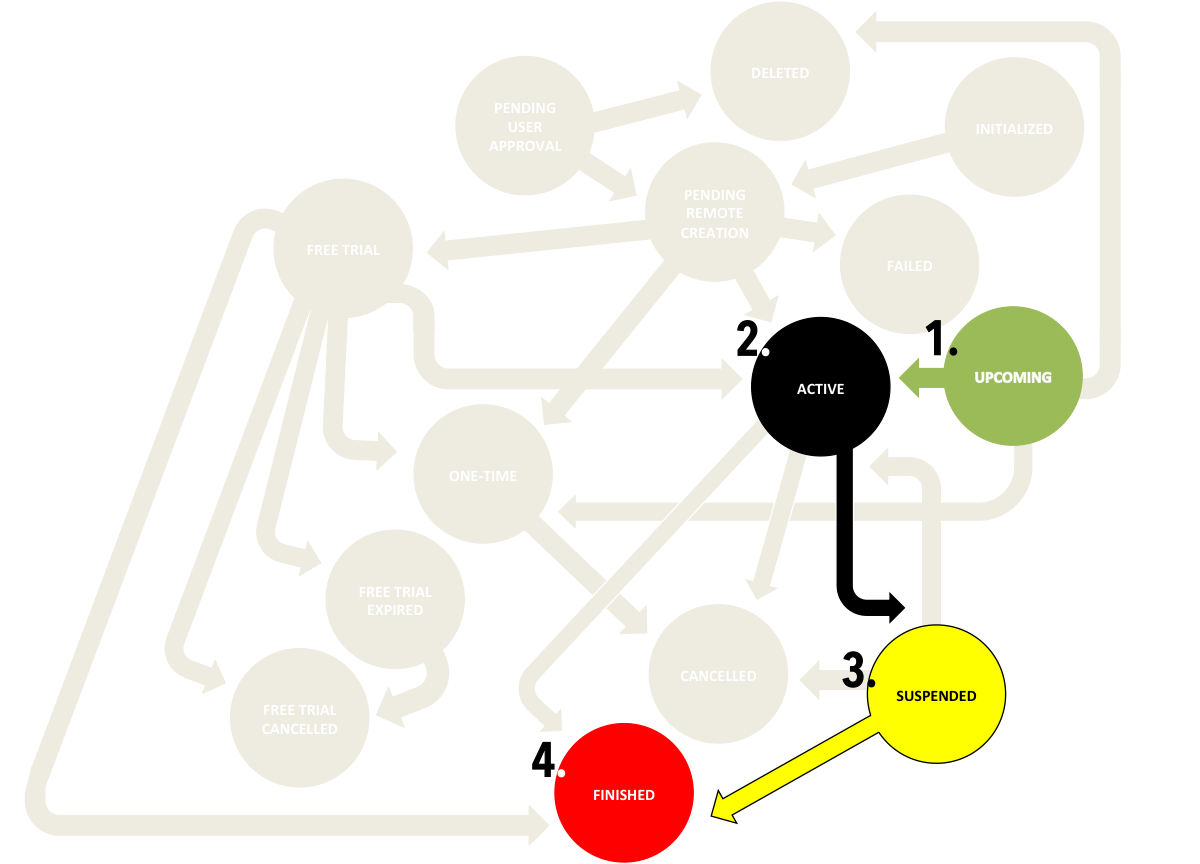 DELETED
PENDING
USER
APPROVAL
INITIALIZED
PENDING
REMOTE
CREATION
FREE TRIAL
FAILED
2.
1.
ACTIVE
UPCOMING
ONE-TIME
FREE TRIAL
EXPIRED
3.
CANCELLED
SUSPENDED
FREE TRIAL
CANCELLED
4.
FINISHED